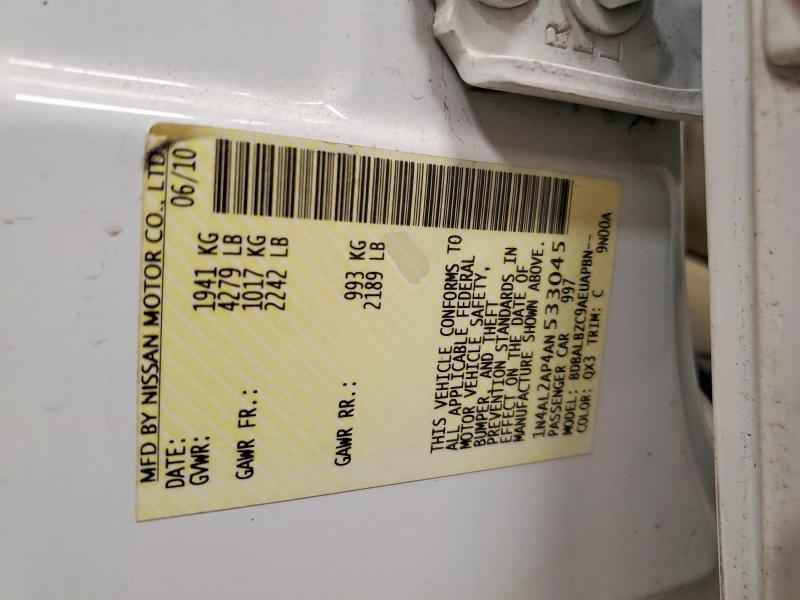 MFD BY NISSAN MOTOR CO., LTD.
DATE: 06/10
GVWR: 1941 KG
4279 LB
GAWR FR.: 1017 KG
2242 LB
GAWR RR.: 993 KG
2189 LB
THIS VEHICLE CONFORMS TO
ALL APPLICABLE FEDERAL
MOTOR VEHICLE SAFETY,
BUMPER, AND THEFT
PREVENTION STANDARDS IN
EFFECT ON THE DATE OF
MANUFACTURE SHOWN ABOVE.
1N4AL2AP4AN533045
PASSENGER CAR 997
MODEL: BDBALBZC9AEUAPBN--
COLOR: QX3 TRIM: C 9N00A
R
L